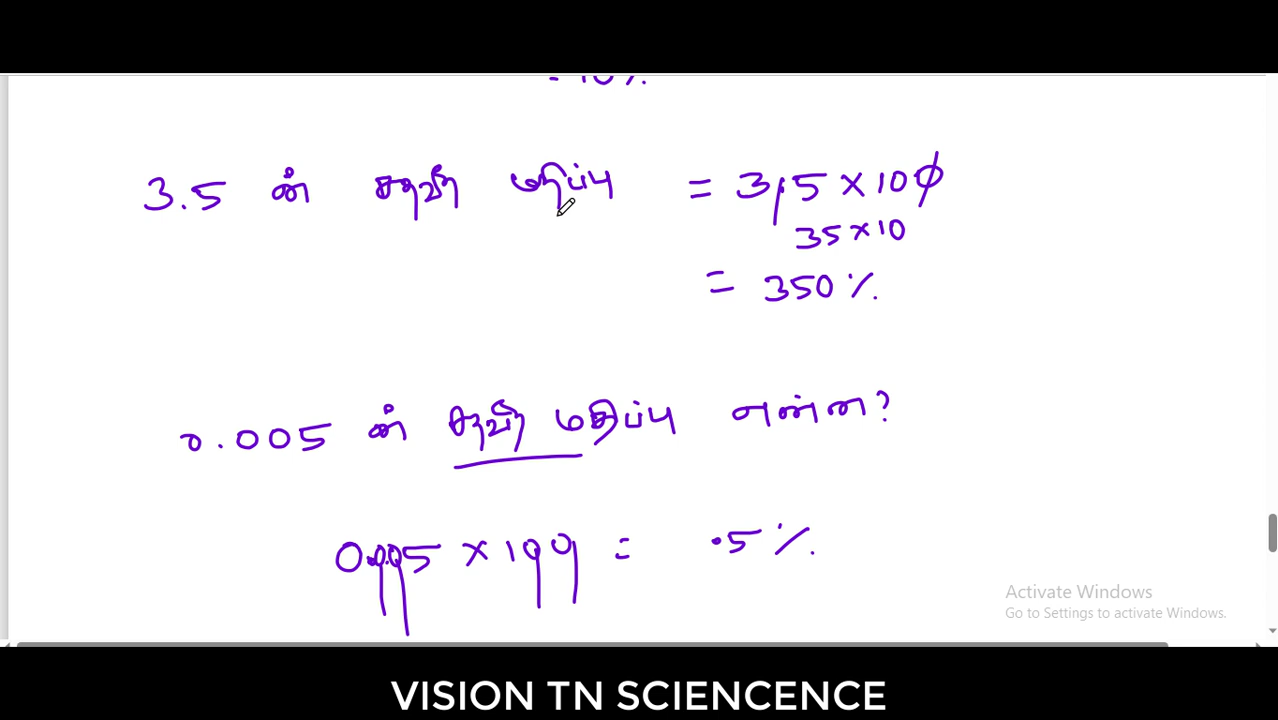 = 10%
3.5 ன் சதவீத மதிப்பு = 3.5 × 100
35 × 10
= 350 %
0.005 ன் சதவீத மதிப்பு என்ன?
0.005 × 100 = .5 %
Activate Windows
Go to Settings to activate Windows.
VISION TN SCIENCENCE